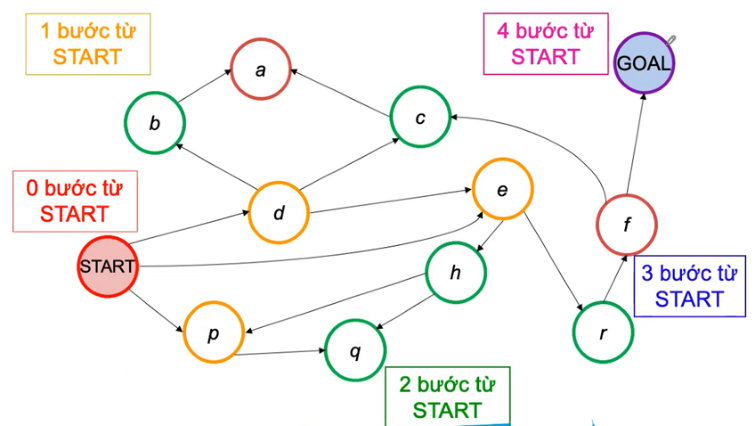 1 bước từ
START
4 bước từ
START
GOAL
a
b
c
0 bước từ
START
e
d
f
START
h
3 bước từ
START
p
r
q
2 bước từ
START